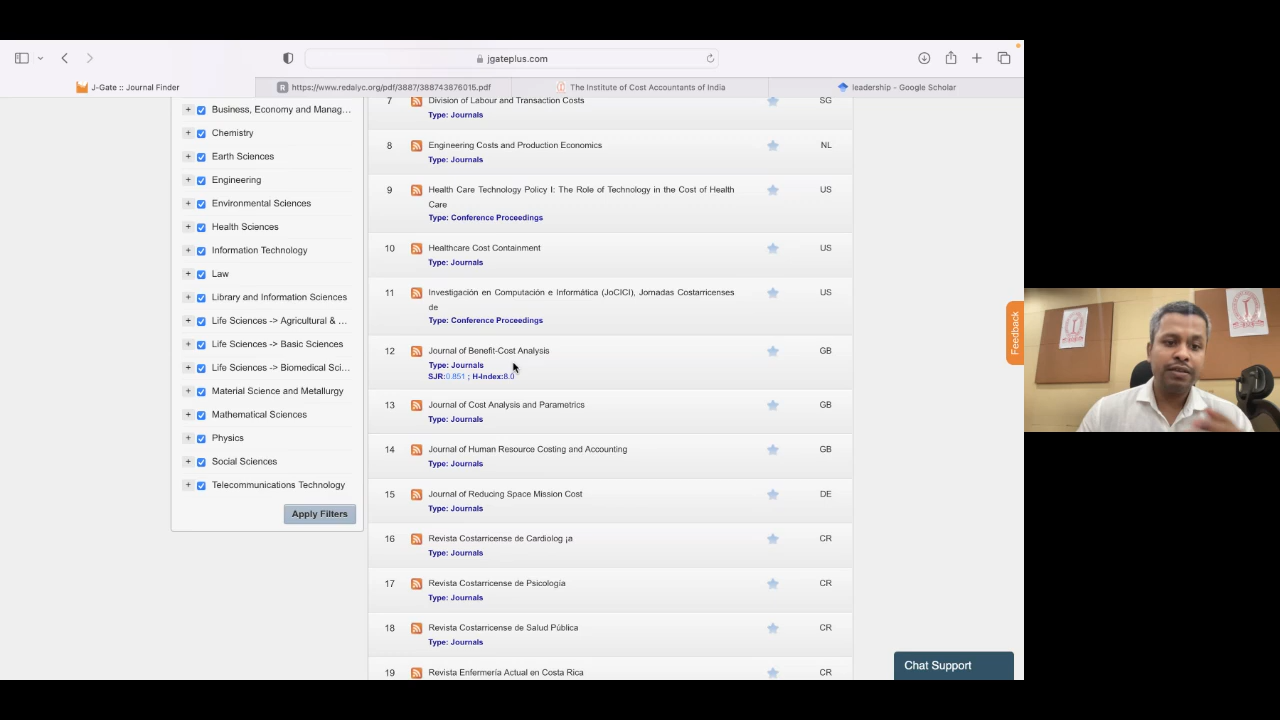 jgateplus.com
J-Gate :: Journal Finder
https://www.redalyc.org/pdf/3887/388743876015.pdf
The Institute of Cost Accountants of India
leadership - Google Scholar
Business, Economy and Manag...
Chemistry
Earth Sciences
Engineering
Environmental Sciences
Health Sciences
Information Technology
Law
Library and Information Sciences
Life Sciences -> Agricultural & ...
Life Sciences -> Basic Sciences
Life Sciences -> Biomedical Sci...
Material Science and Metallurgy
Mathematical Sciences
Physics
Social Sciences
Telecommunications Technology
Apply Filters
7 Division of Labour and Transaction Costs SG
Type: Journals
8 Engineering Costs and Production Economics NL
Type: Journals
9 Health Care Technology Policy I: The Role of Technology in the Cost of Health US
Care
Type: Conference Proceedings
10 Healthcare Cost Containment US
Type: Journals
11 Investigación en Computación e Informática (JoCICI), Jornadas Costarricenses US
de
Type: Conference Proceedings
12 Journal of Benefit-Cost Analysis GB
Type: Journals
SJR:0.851 ; H-Index:8.0
13 Journal of Cost Analysis and Parametrics GB
Type: Journals
14 Journal of Human Resource Costing and Accounting GB
Type: Journals
15 Journal of Reducing Space Mission Cost DE
Type: Journals
16 Revista Costarricense de Cardiolog ¡a CR
Type: Journals
17 Revista Costarricense de Psicología CR
Type: Journals
18 Revista Costarricense de Salud Pública CR
Type: Journals
19 Revista Enfermería Actual en Costa Rica CR
Feedback
Chat Support